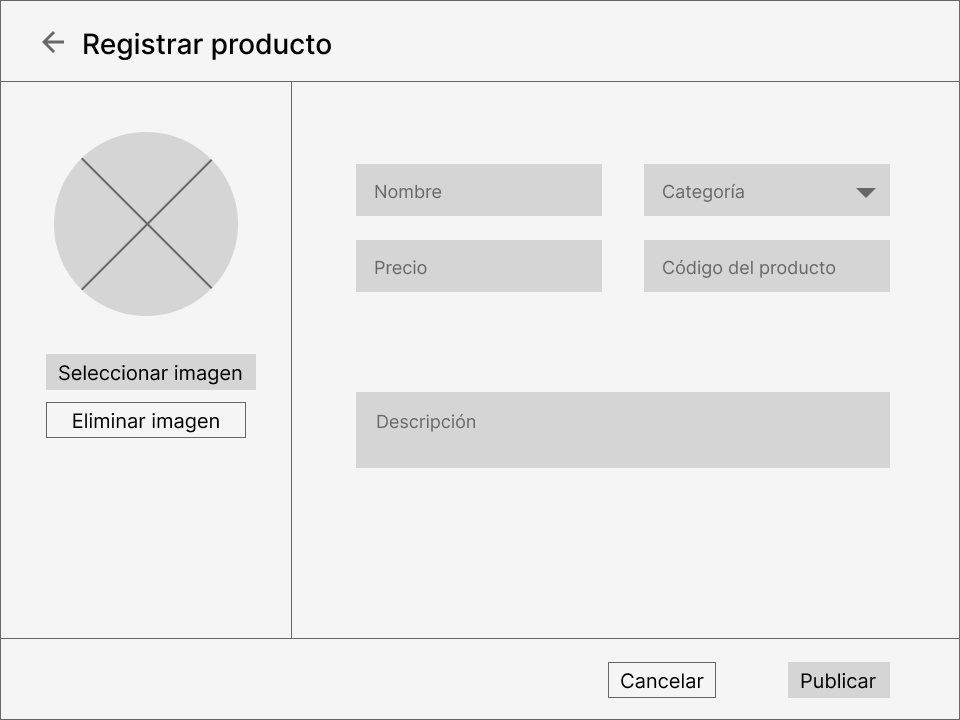 Registrar producto
Seleccionar imagen
Eliminar imagen
Nombre
Categoría
Precio
Código del producto
Descripción
Cancelar
Publicar